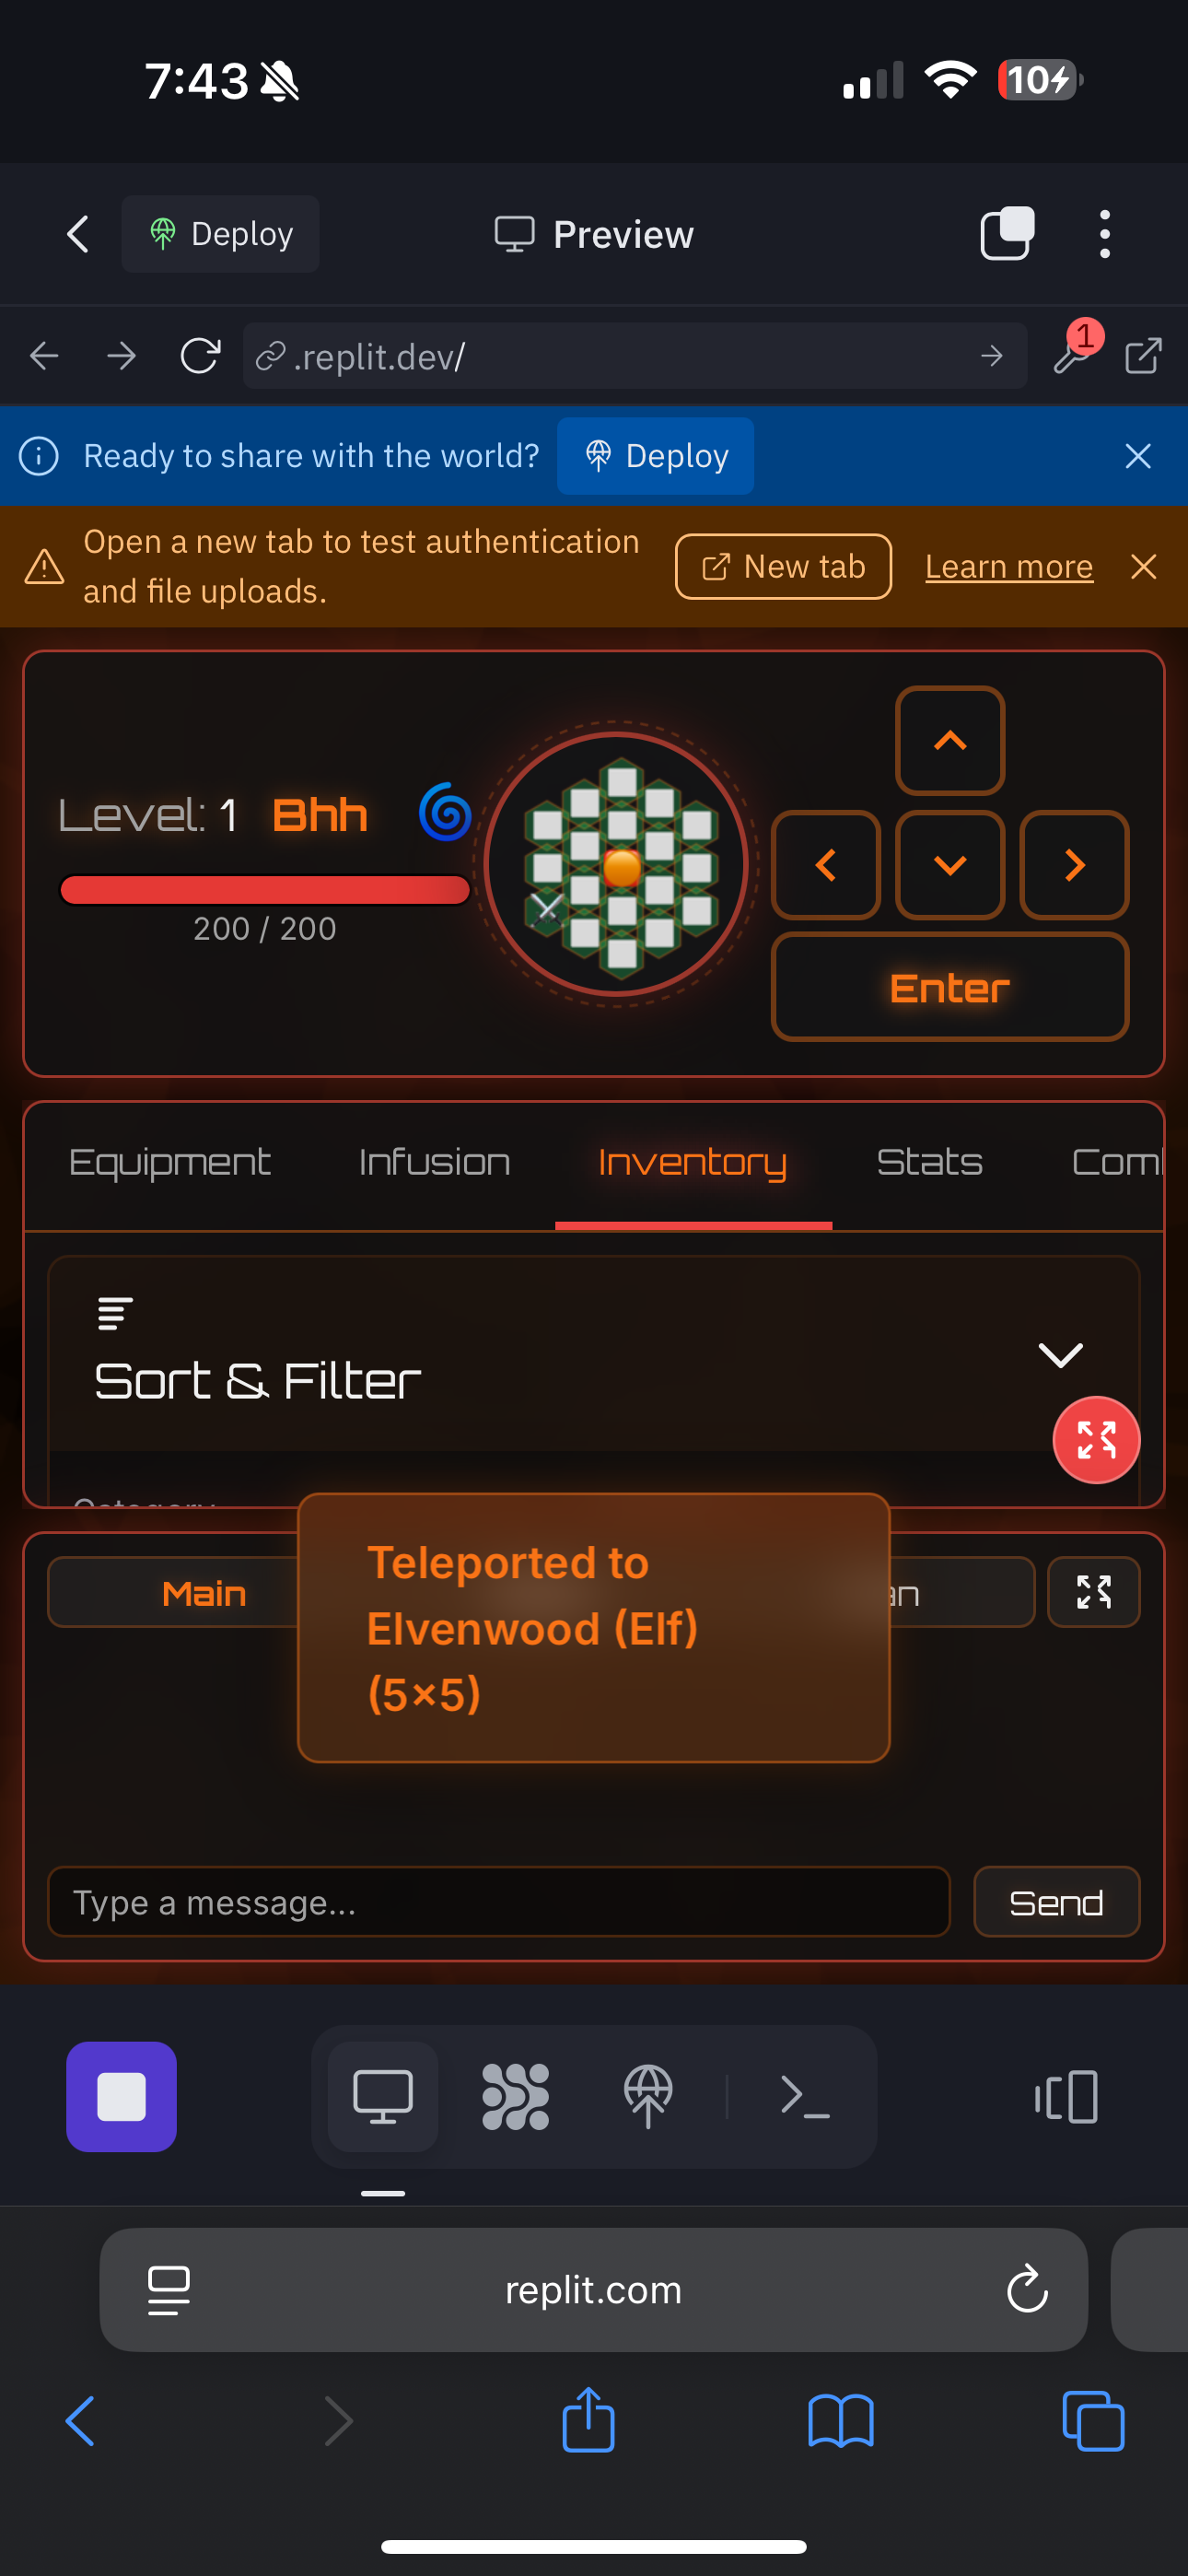 7:43
10
Deploy
Preview
.replit.dev/
1
Ready to share with the world?
Deploy
Open a new tab to test authentication
and file uploads.
New tab
Learn more
Level: 1 Bhh
200 / 200
Enter
Equipment
Infusion
Inventory
Stats
Sort & Filter
Teleported to
Elvenwood (Elf)
(5×5)
Main
Type a message...
Send
replit.com